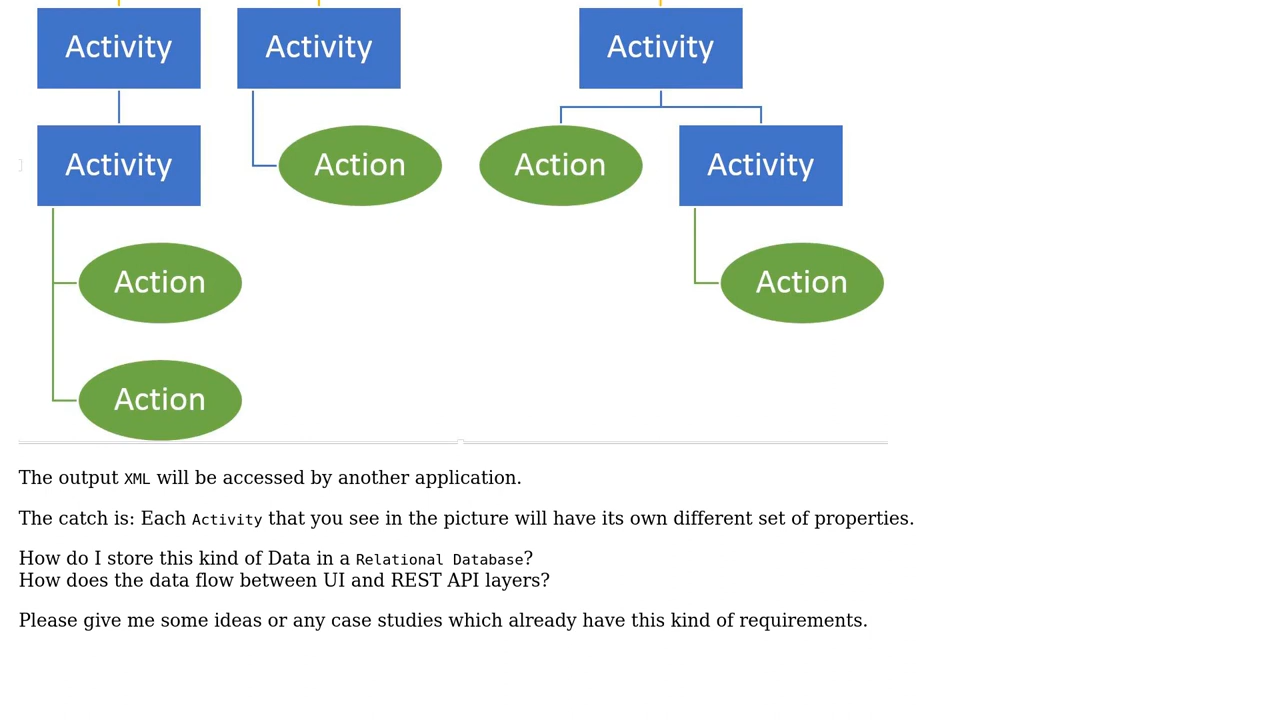 Activity Activity Activity
Activity Action Action Activity
Action Action
Action
The output XML will be accessed by another application.
The catch is: Each Activity that you see in the picture will have its own different set of properties.
How do I store this kind of Data in a Relational Database?
How does the data flow between UI and REST API layers?
Please give me some ideas or any case studies which already have this kind of requirements.